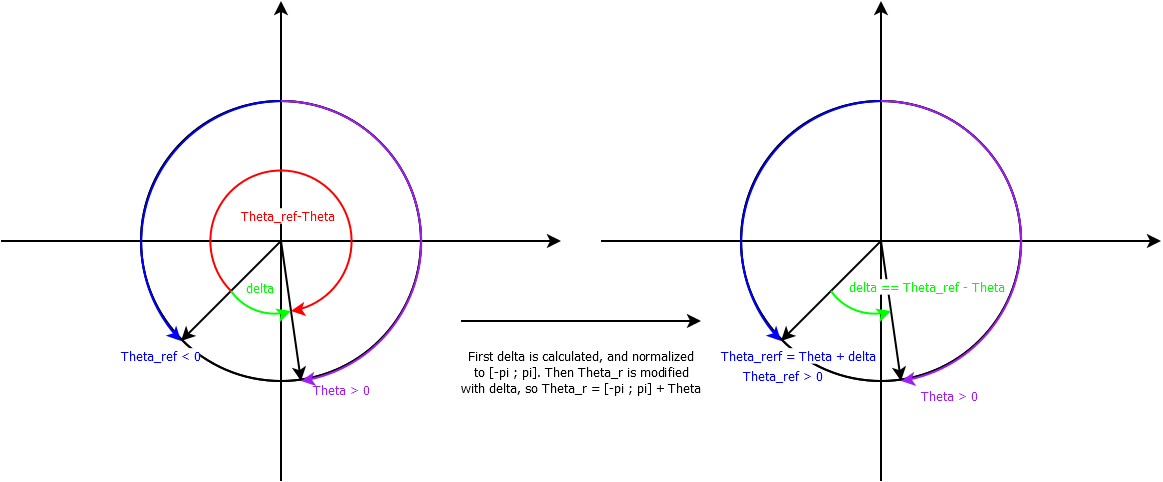 Theta_ref-Theta
delta
Theta_ref < 0
Theta > 0
First delta is calculated, and normalized
to [-pi ; pi]. Then Theta_r is modified
with delta, so Theta_r = [-pi ; pi] + Theta
delta == Theta_ref - Theta
Theta_rerf = Theta + delta
Theta_ref > 0
Theta > 0